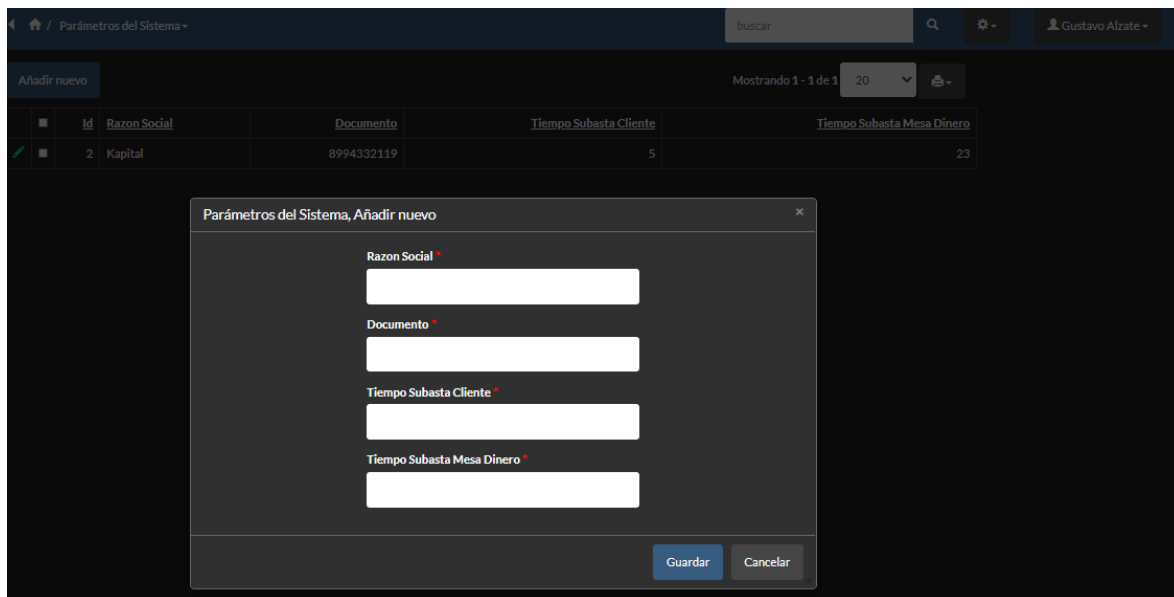 / Parámetros del Sistema
buscar
Gustavo Alzate
Añadir nuevo
Mostrando 1 - 1 de 1
20
Id Razon Social Documento Tiempo Subasta Cliente Tiempo Subasta Mesa Dinero
2 Kapital 8994332119 5 23
Parámetros del Sistema, Añadir nuevo
×
Razon Social *
Documento *
Tiempo Subasta Cliente *
Tiempo Subasta Mesa Dinero *
Guardar Cancelar